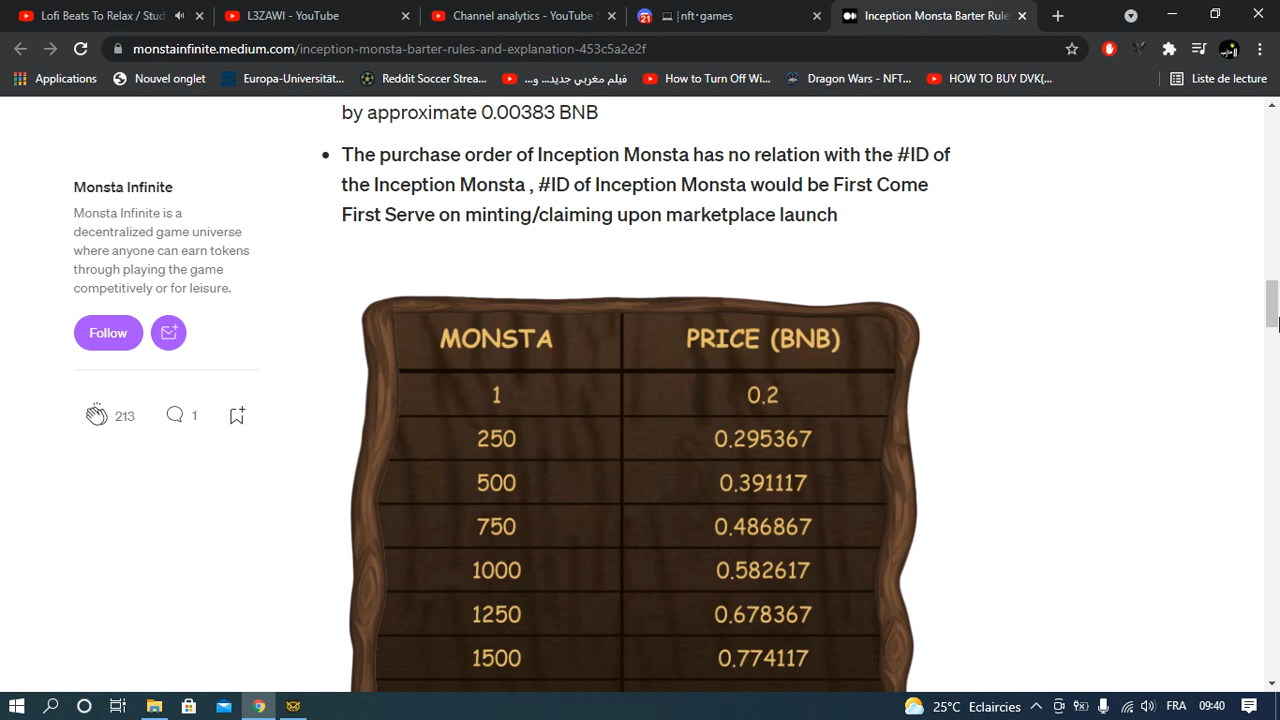 Lofi Beats To Relax / Stud
L3ZAWI - YouTube
Channel analytics - YouTube S
21
nft・games
Inception Monsta Barter Rule
monstainfinite.medium.com/inception-monsta-barter-rules-and-explanation-453c5a2e2f
Applications
Nouvel onglet
Europa-Universität...
Reddit Soccer Strea...
فيلم مغربي جديد... و...
How to Turn Off Wi...
Dragon Wars - NFT...
HOW TO BUY DVK(...
Liste de lecture
by approximate 0.00383 BNB
• The purchase order of Inception Monsta has no relation with the #ID of
the Inception Monsta , #ID of Inception Monsta would be First Come
First Serve on minting/claiming upon marketplace launch
Monsta Infinite
Monsta Infinite is a
decentralized game universe
where anyone can earn tokens
through playing the game
competitively or for leisure.
Follow
213 1
MONSTA PRICE (BNB)
1 0.2
250 0.295367
500 0.391117
750 0.486867
1000 0.582617
1250 0.678367
1500 0.774117
25°C Eclaircies
FRA
09:40